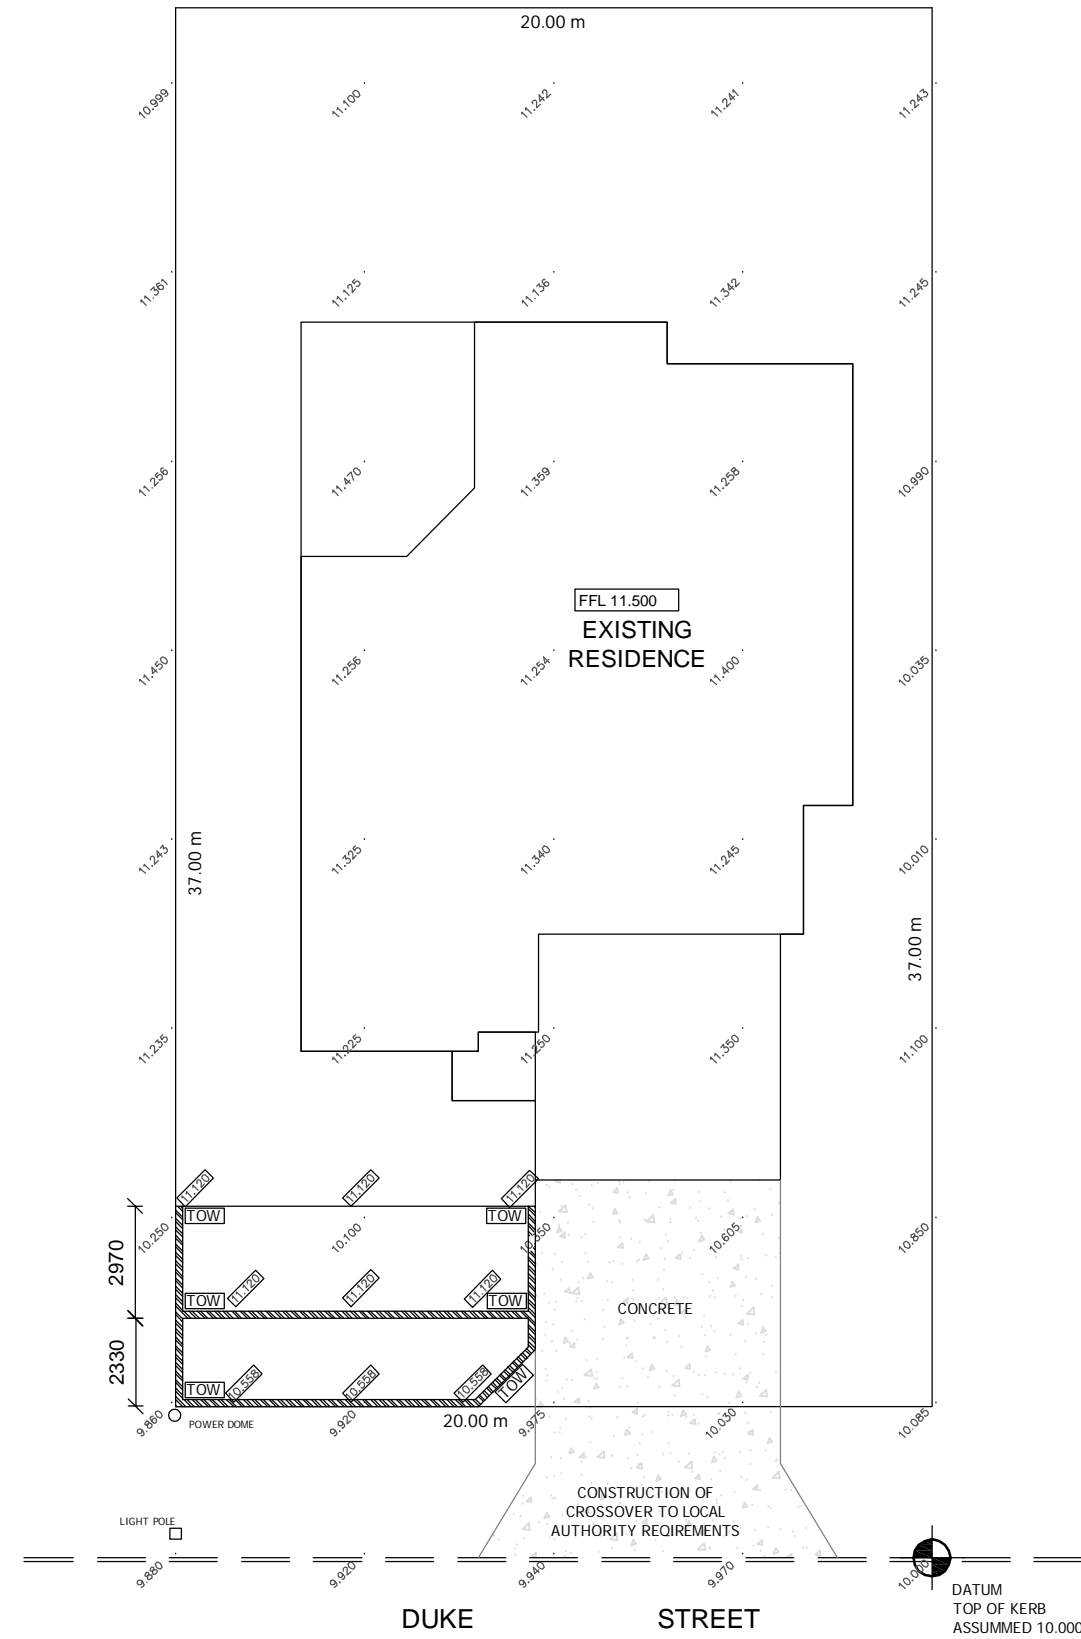 20.00 m
10.999
11.100
11.242
11.241
11.243
11.361
11.125
11.136
11.342
11.245
11.256
11.470
11.359
11.258
10.990
FFL 11.500
EXISTING
RESIDENCE
11.450
11.256
11.254
11.400
10.035
11.243
11.325
11.340
11.245
10.010
37.00 m
37.00 m
11.235
11.225
11.250
11.350
11.100
11.120
11.120
11.120
TOW
TOW
10.250
10.100
10.350
10.605
10.850
2970
11.120
11.120
11.120
TOW
TOW
CONCRETE
2330
10.558
10.558
10.558
TOW
TOW
9.860
POWER DOME
9.920
20.00 m
9.975
10.030
10.085
CONSTRUCTION OF
CROSSOVER TO LOCAL
AUTHORITY REQIREMENTS
LIGHT POLE
9.880
9.920
9.940
9.970
10.000
DATUM
TOP OF KERB
ASSUMMED 10.000
DUKE STREET